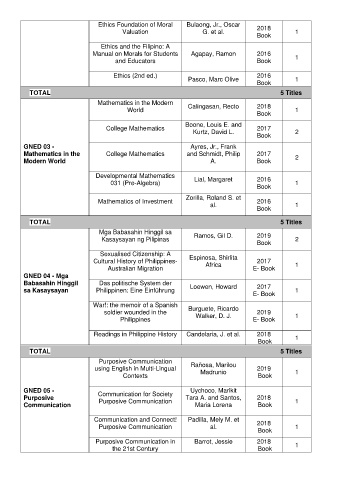 Ethics Foundation of Moral
Valuation
Bulaong, Jr., Oscar
G. et al.
2018
Book
1
Ethics and the Filipino: A
Manual on Morals for Students
and Educators
Agapay, Ramon
2016
Book
1
Ethics (2nd ed.)
Pasco, Marc Olive
2016
Book
1
TOTAL
5 Titles
GNED 03 -
Mathematics in the
Modern World
Mathematics in the Modern
World
Calingasan, Recto
2018
Book
1
College Mathematics
Boone, Louis E. and
Kurtz, David L.
2017
Book
2
College Mathematics
Ayres, Jr., Frank
and Schmidt, Philip
A.
2017
Book
2
Developmental Mathematics
031 (Pre-Algebra)
Lial, Margaret
2016
Book
1
Mathematics of Investment
Zorilla, Roland S. et
al.
2016
Book
1
TOTAL
5 Titles
GNED 04 - Mga
Babasahin Hinggil
sa Kasaysayan
Mga Babasahin Hinggil sa
Kasaysayan ng Pilipinas
Ramos, Gil D.
2019
Book
2
Sexualised Citizenship: A
Cultural History of Philippines-
Australian Migration
Espinosa, Shirlita
Africa
2017
E- Book
1
Das politische System der
Philippinen: Eine Einführung
Loewen, Howard
2017
E- Book
1
War!: the memoir of a Spanish
soldier wounded in the
Philippines
Burguete, Ricardo
Walker, D. J.
2019
E- Book
1
Readings in Philippine History
Candelaria, J. et al.
2018
Book
1
TOTAL
5 Titles
GNED 05 -
Purposive
Communication
Purposive Communication
using English in Multi-Lingual
Contexts
Rañosa, Marilou
Madrunio
2019
Book
1
Communication for Society
Purposive Communication
Uychoco, Marikit
Tara A. and Santos,
Maria Lorena
2018
Book
1
Communication and Connect!
Purposive Communication
Padilla, Mely M. et
al.
2018
Book
1
Purposive Communication in
the 21st Century
Barrot, Jessie
2018
Book
1